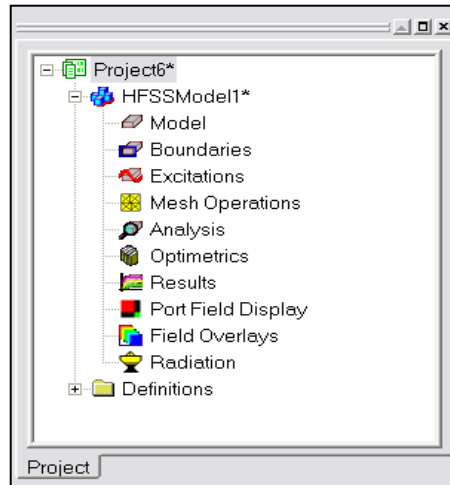 Project6*
HFSSModel1*
Model
Boundaries
Excitations
Mesh Operations
Analysis
Optimetrics
Results
Port Field Display
Field Overlays
Radiation
Definitions
Project